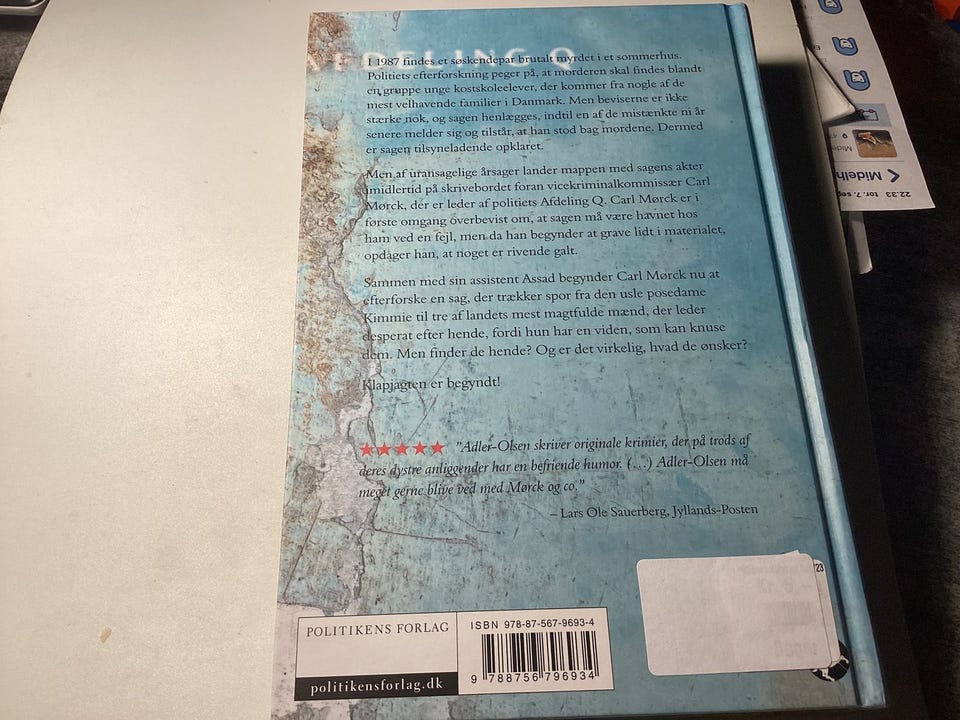 AFDELING Q
I 1987 findes et søskendepar brutalt myrdet i et sommerhus.
Politiets efterforskning peger på, at morderen skal findes blandt
en gruppe unge kostskoleelever, der kommer fra nogle af de
mest velhavende familier i Danmark. Men beviserne er ikke
stærke nok, og sagen henlægges, indtil en af de mistænkte ni år
senere melder sig og tilstår, at han stod bag mordene. Dermed
er sagen tilsyneladende opklaret.
Men af uransagelige årsager lander mappen med sagens akter
imidlertid på skrivebordet foran vicekriminalkommissær Carl
Mørck, der er leder af politiets Afdeling Q. Carl Mørck er i
første omgang overbevist om, at sagen må være havnet hos
ham ved en fejl, men da han begynder at grave lidt i materialet,
opdager han, at noget er rivende galt.
Sammen med sin assistent Assad begynder Carl Mørck nu at
efterforske en sag, der trækker spor fra den usle posedame
Kimmie til tre af landets mest magtfulde mænd, der leder
desperat efter hende, fordi hun har en viden, som kan knuse
dem. Men finder de hende? Og er det virkelig, hvad de ønsker?
Klapjagten er begyndt!
★★★★★ "Adler-Olsen skriver originale krimier, der på trods af
deres dystre anliggender har en befriende humor. (…) Adler-Olsen må
meget gerne blive ved med Mørck og co."
– Lars Ole Sauerberg, Jyllands-Posten
POLITIKENS FORLAG
politikensforlag.dk
ISBN 978-87-567-9693-4
9 788756 796934
22.33 tor. 7. sep